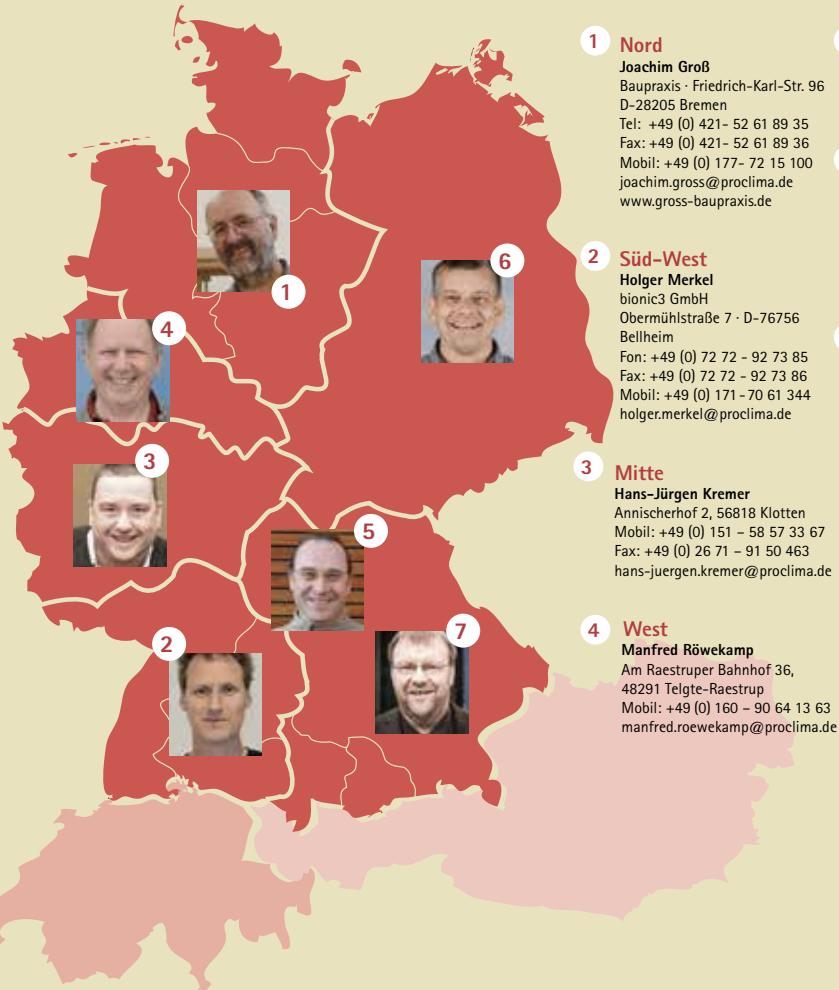 1
Nord
Joachim Groß
Baupraxis · Friedrich-Karl-Str. 96
D-28205 Bremen
Tel: +49 (0) 421- 52 61 89 35
Fax: +49 (0) 421- 52 61 89 36
Mobil: +49 (0) 177- 72 15 100
joachim.gross@proclima.de
www.gross-baupraxis.de
2
Süd-West
Holger Merkel
bionic3 GmbH
Obermühlstraße 7 · D-76756
Bellheim
Fon: +49 (0) 72 72 - 92 73 85
Fax: +49 (0) 72 72 - 92 73 86
Mobil: +49 (0) 171 - 70 61 344
holger.merkel@proclima.de
3
Mitte
Hans-Jürgen Kremer
Annischerhof 2, 56818 Klotten
Mobil: +49 (0) 151 – 58 57 33 67
Fax: +49 (0) 26 71 – 91 50 463
hans-juergen.kremer@proclima.de
4
West
Manfred Röwekamp
Am Raestruper Bahnhof 36,
48291 Telgte-Raestrup
Mobil: +49 (0) 160 – 90 64 13 63
manfred.roewekamp@proclima.de
6
1
4
3
5
7
2